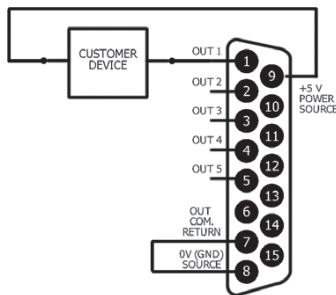 CUSTOMER
DEVICE
OUT 1
OUT 2
OUT 3
OUT 4
OUT 5
OUT
COM.
RETURN
0V (GND)
SOURCE
1
2
3
4
5
6
7
8
9
10
11
12
13
14
15
+5 V
POWER
SOURCE